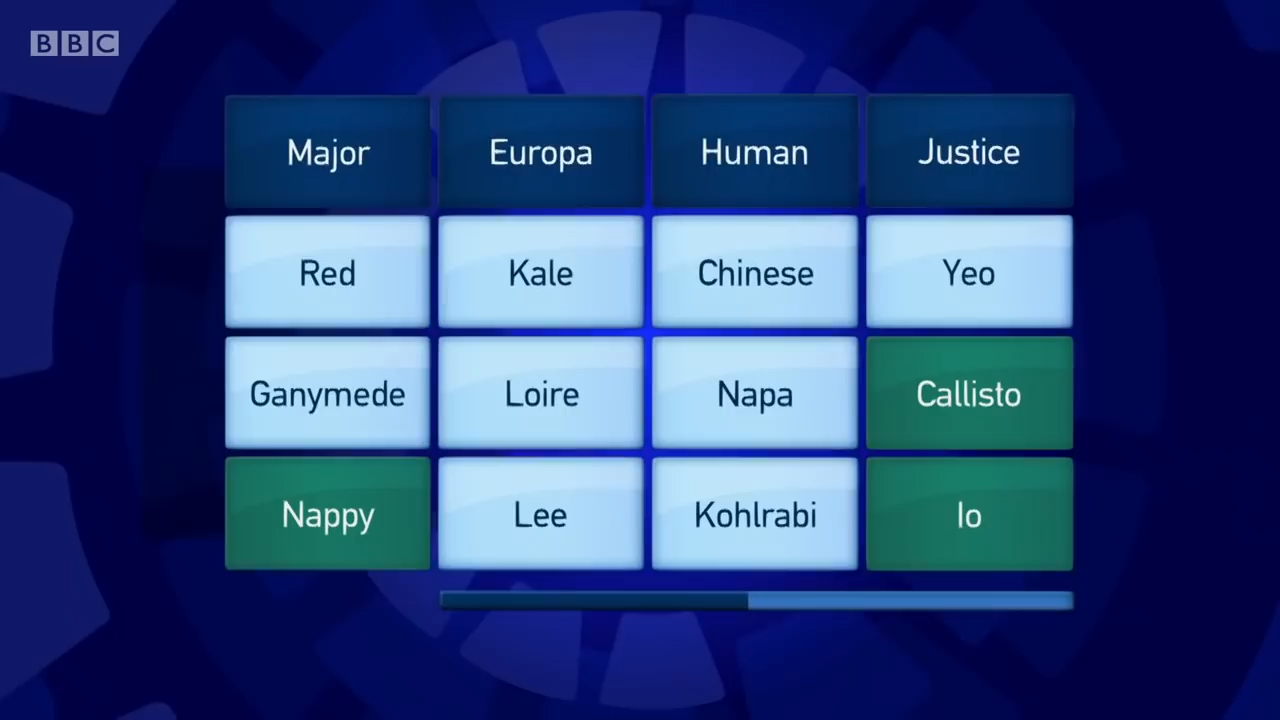 BBC
Major Europa Human Justice
Red Kale Chinese Yeo
Ganymede Loire Napa Callisto
Nappy Lee Kohlrabi Io